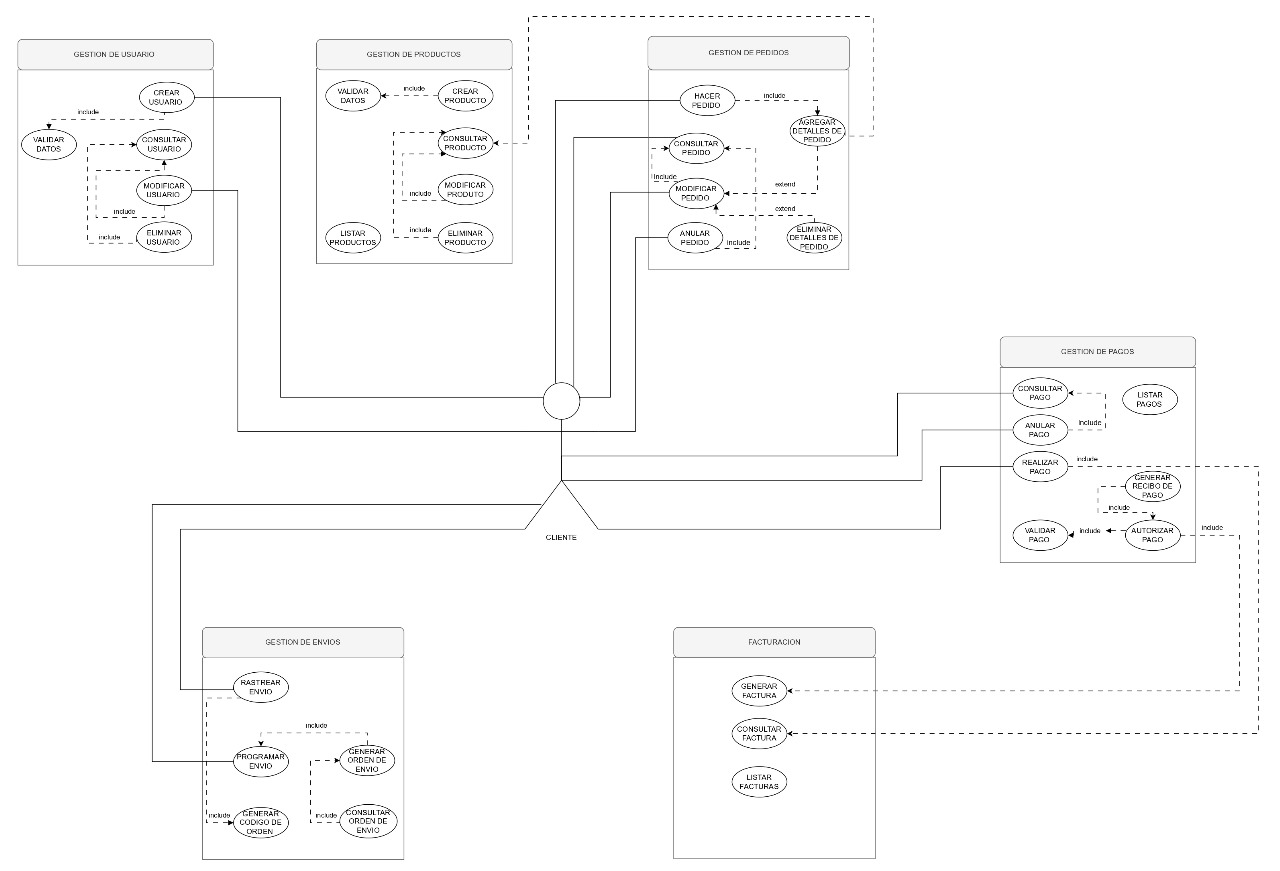 GESTION DE USUARIO
CREAR
USUARIO
include
VALIDAR
DATOS
CONSULTAR
USUARIO
MODIFICAR
USUARIO
include
ELIMINAR
USUARIO
include
GESTION DE PRODUCTOS
VALIDAR
DATOS
include
CREAR
PRODUCTO
CONSULTAR
PRODUCTO
include
MODIFICAR
PRODUTO
LISTAR
PRODUCTOS
include
ELIMINAR
PRODUCTO
GESTION DE PEDIDOS
HACER
PEDIDO
include
AGREGAR
DETALLES DE
PEDIDO
CONSULTAR
PEDIDO
include
MODIFICAR
PEDIDO
extend
extend
ANULAR
PEDIDO
include
ELIMINAR
DETALLES DE
PEDIDO
CLIENTE
GESTION DE PAGOS
CONSULTAR
PAGO
LISTAR
PAGOS
ANULAR
PAGO
include
REALIZAR
PAGO
include
GENERAR
RECIBO DE
PAGO
include
VALIDAR
PAGO
include
AUTORIZAR
PAGO
include
GESTION DE ENVIOS
RASTREAR
ENVIO
include
PROGRAMAR
ENVIO
GENERAR
ORDEN DE
ENVIO
include
GENERAR
CODIGO DE
ORDEN
include
CONSULTAR
ORDEN DE
ENVIO
FACTURACION
GENERAR
FACTURA
CONSULTAR
FACTURA
LISTAR
FACTURAS